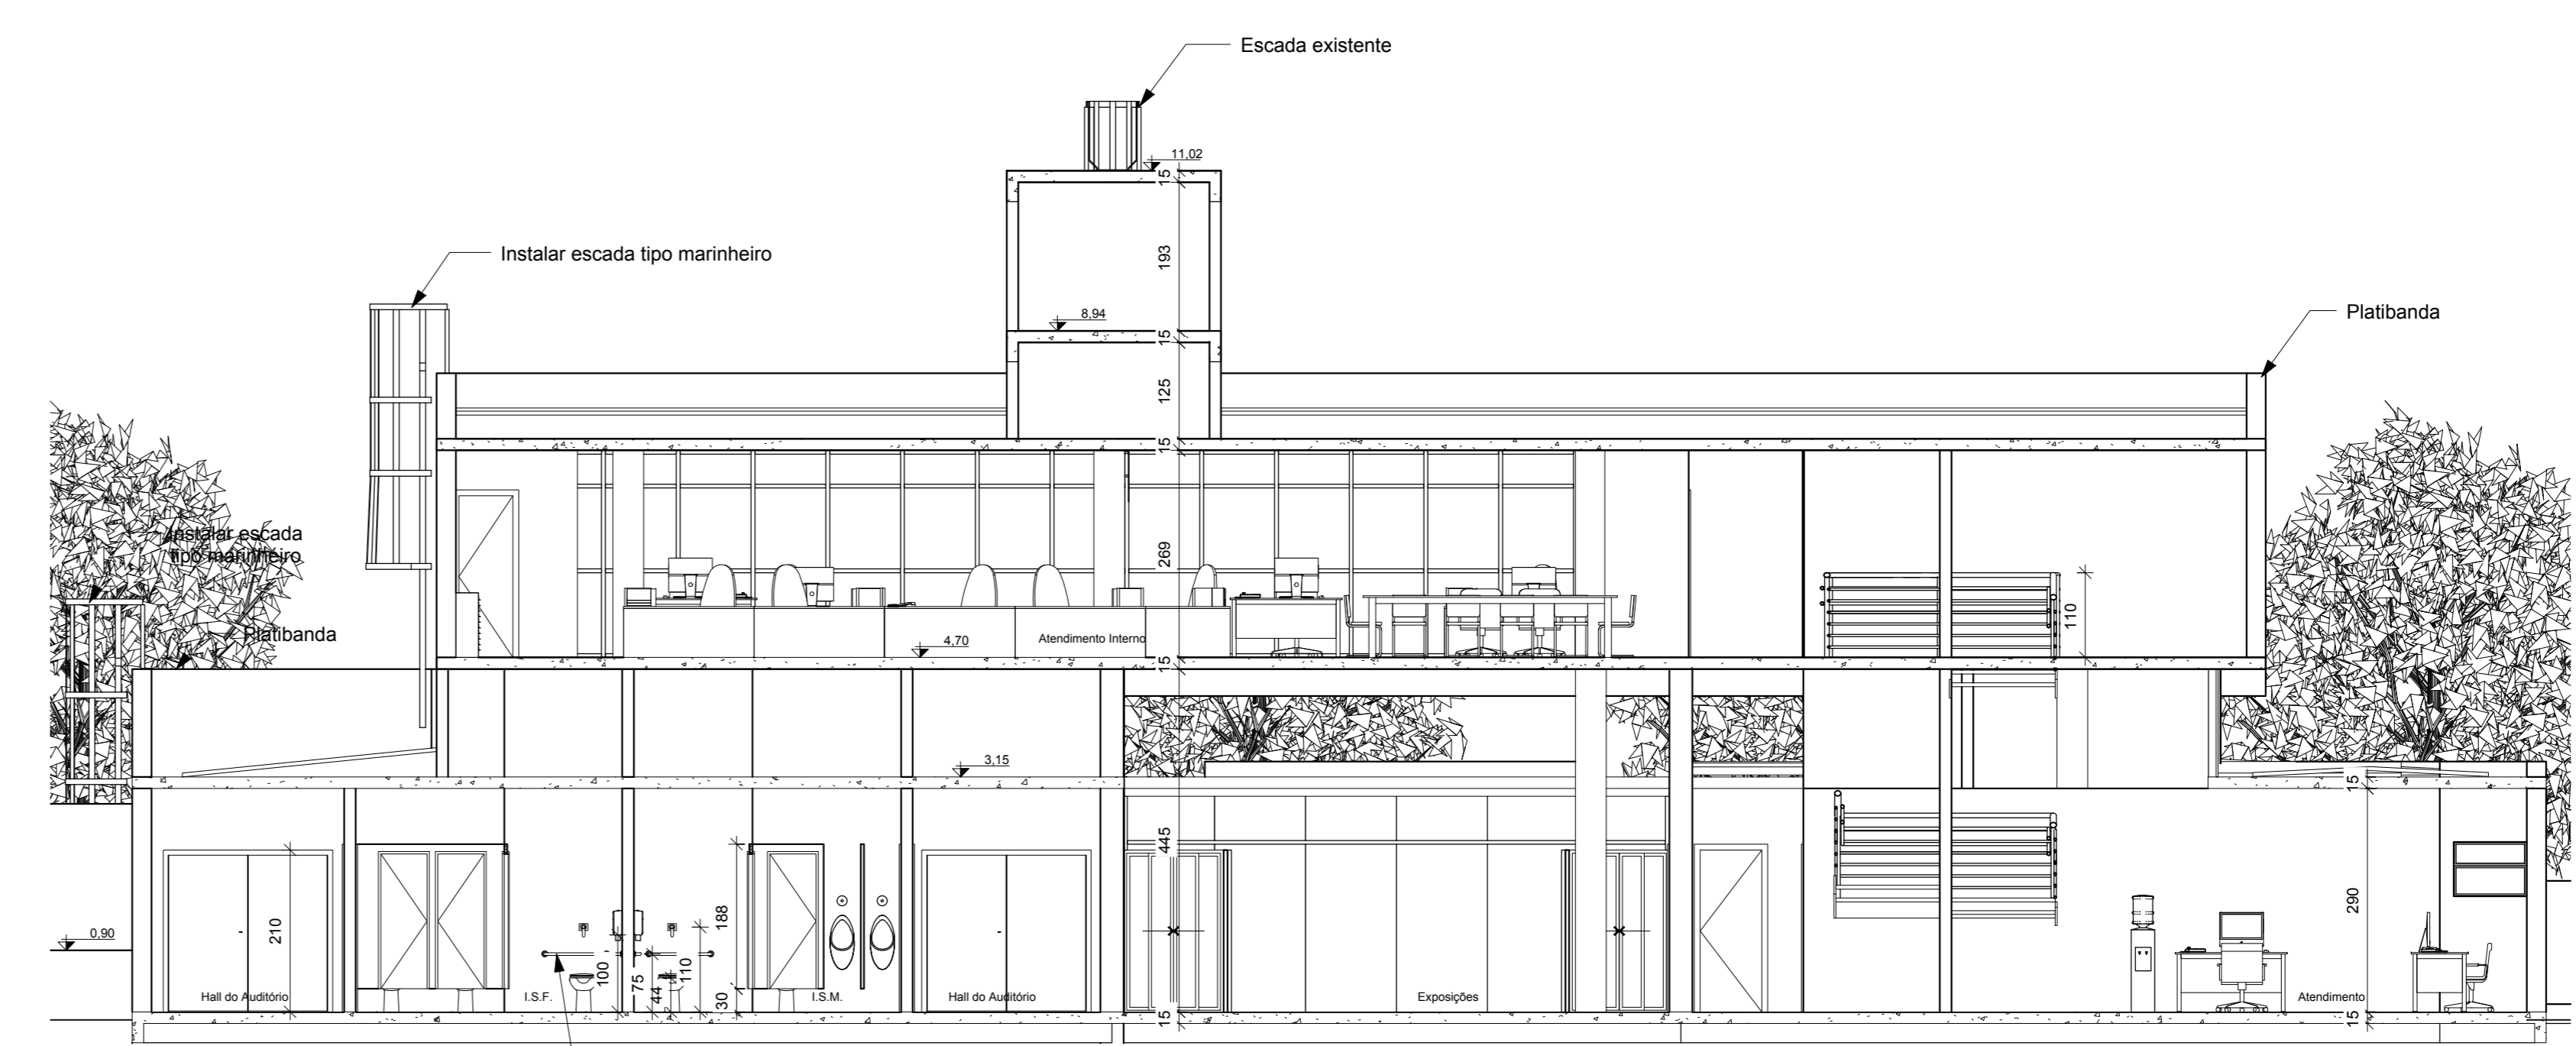 Escada existente
11,02
15
Instalar escada tipo marinheiro
193
8,94
Platibanda
15
125
15
Instalar escada
tipo marinheiro
269
110
Platibanda
4,70
Atendimento Interno
15
3,15
15
445
210
188
290
0,90
100
75
44
110
30
Hall do Auditório
I.S.F.
I.S.M.
Hall do Auditório
Exposições
Atendimento
15
15